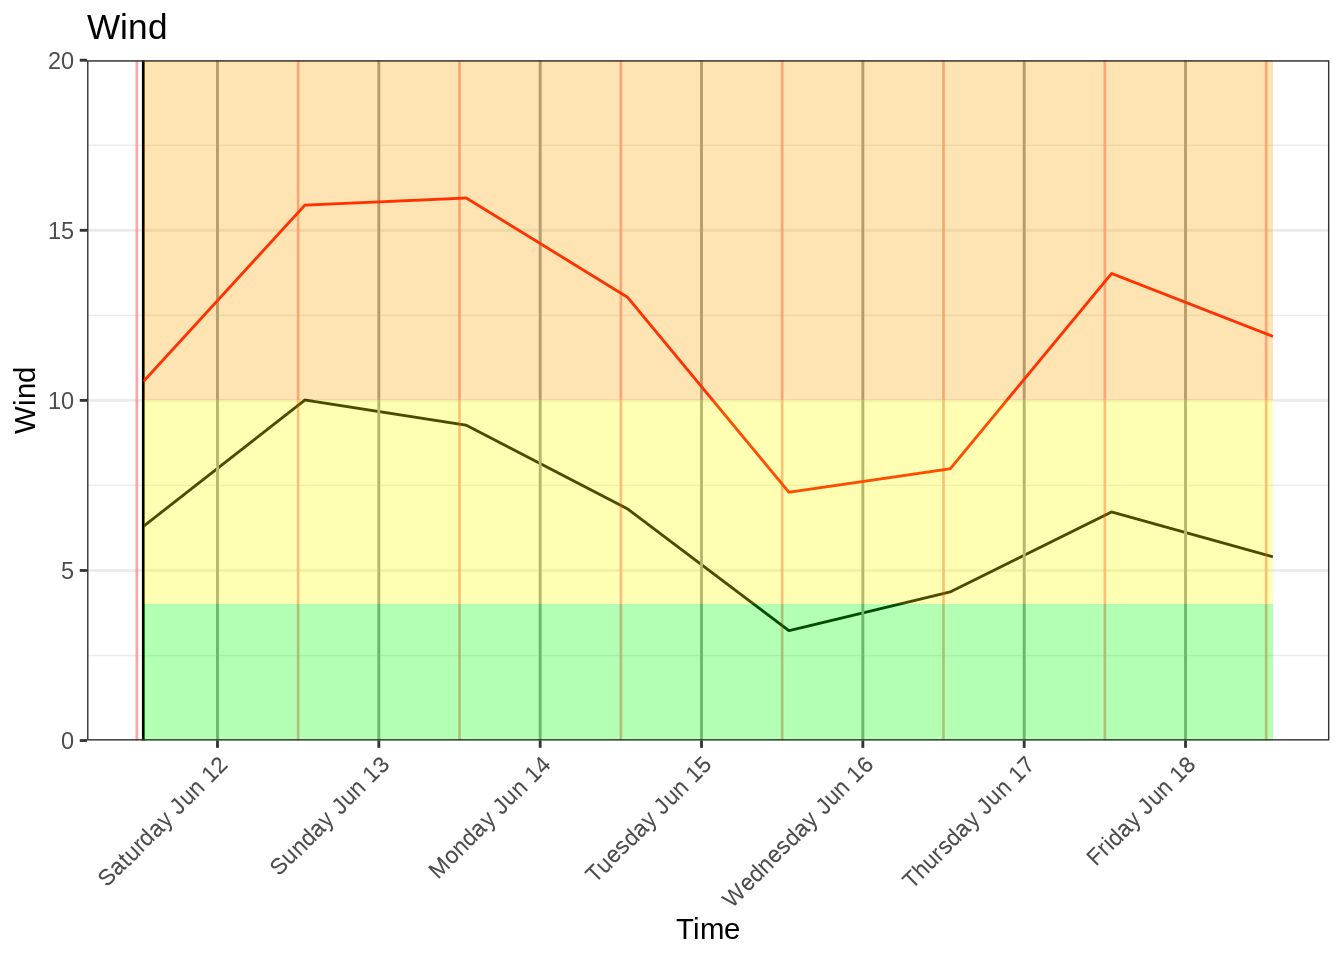 Wind
20
15
10
5
0
Wind
Saturday Jun 12
Sunday Jun 13
Monday Jun 14
Tuesday Jun 15
Wednesday Jun 16
Thursday Jun 17
Friday Jun 18
Time